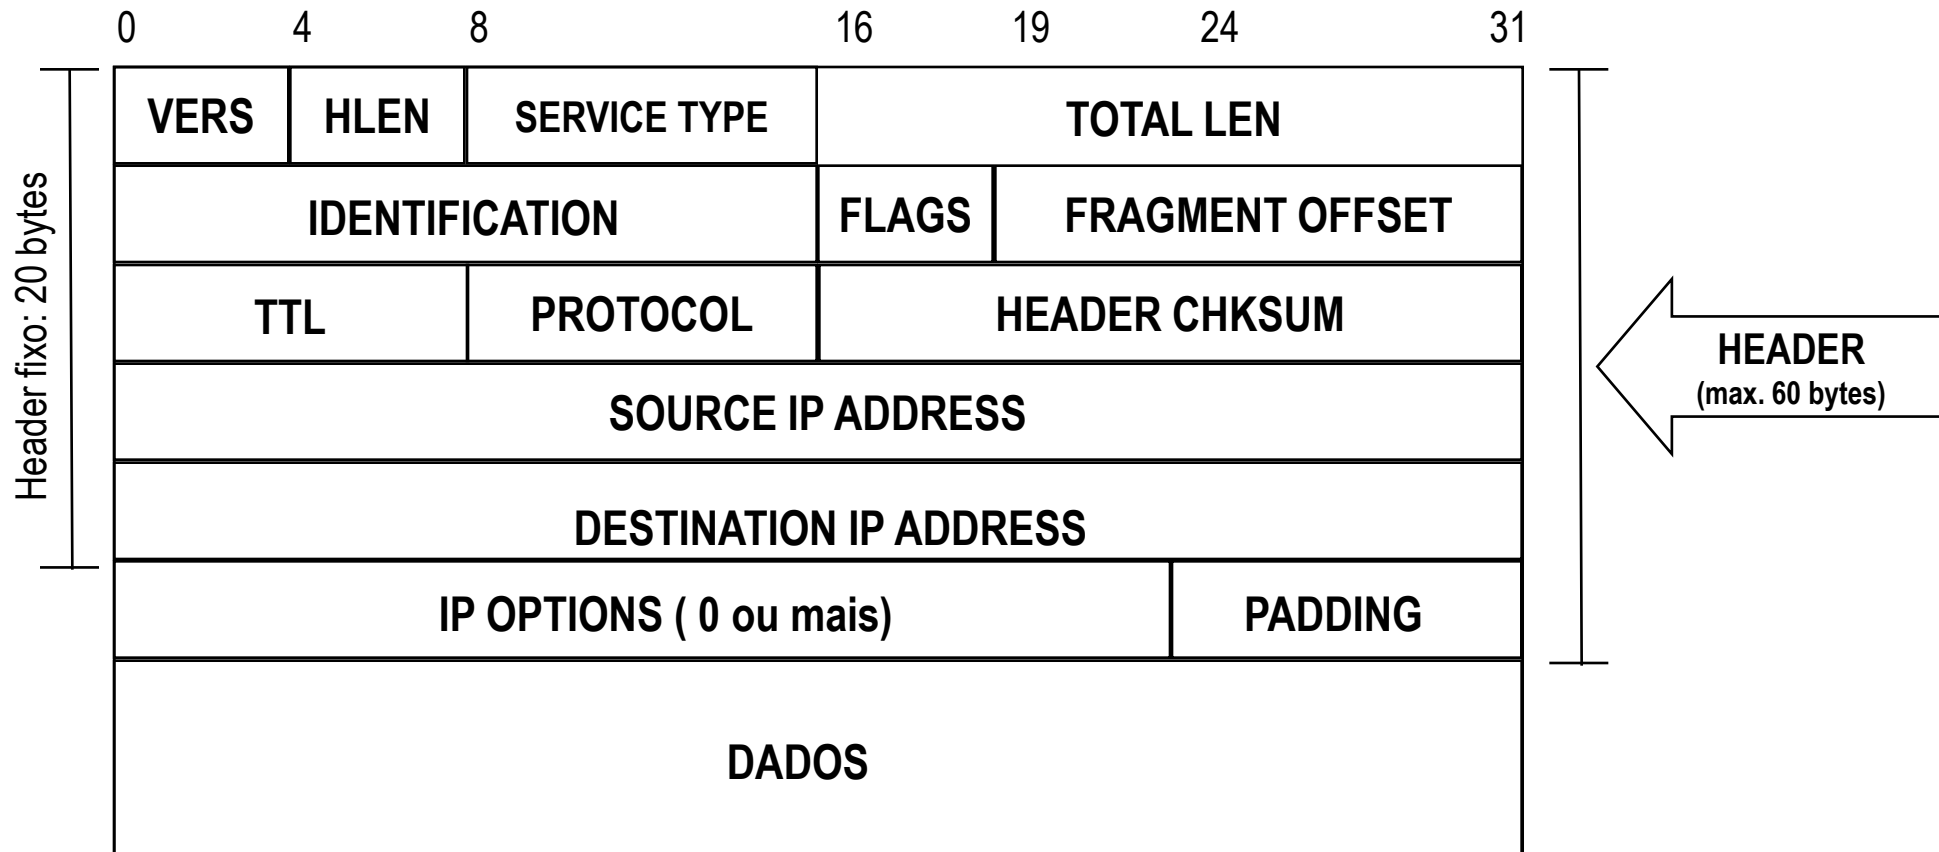 0 4 8 16 19 24 31
VERS HLEN SERVICE TYPE TOTAL LEN
IDENTIFICATION FLAGS FRAGMENT OFFSET
TTL PROTOCOL HEADER CHKSUM
SOURCE IP ADDRESS
DESTINATION IP ADDRESS
IP OPTIONS ( 0 ou mais) PADDING
DADOS
Header fixo: 20 bytes
HEADER
(max. 60 bytes)